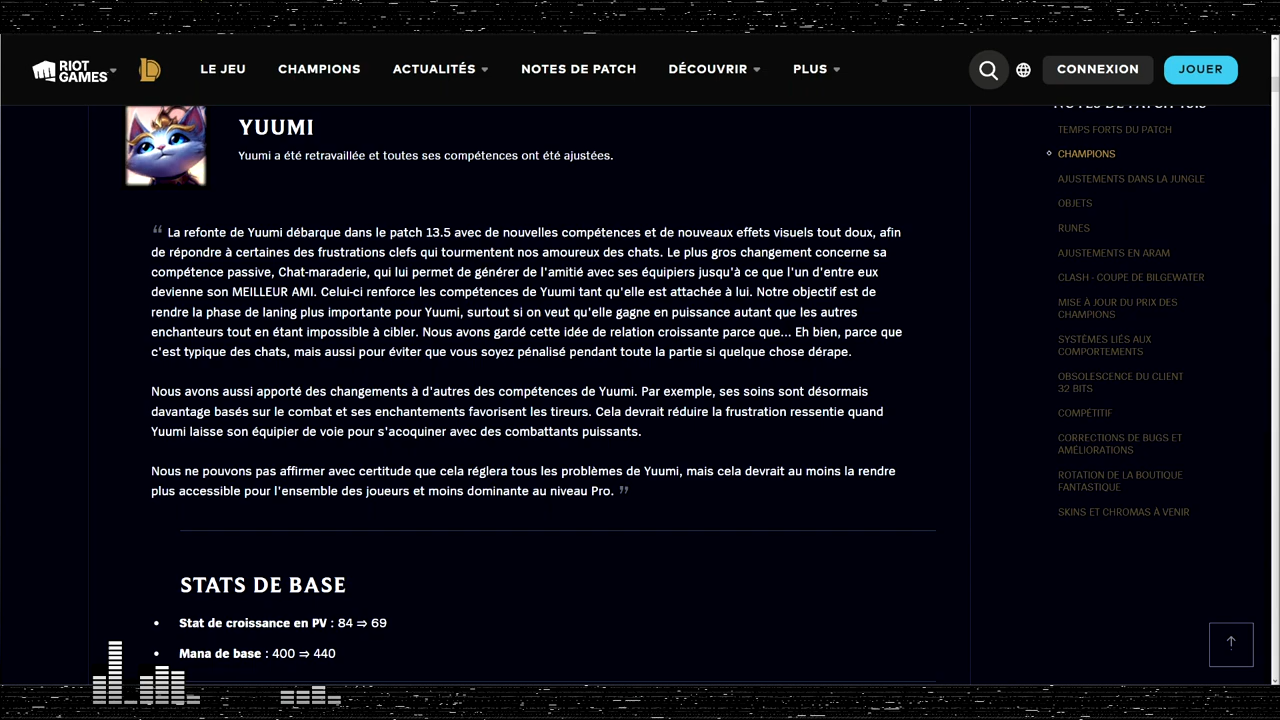 RIOT GAMES
LE JEU
CHAMPIONS
ACTUALITÉS
NOTES DE PATCH
DÉCOUVRIR
PLUS
CONNEXION
JOUER
YUUMI
Yuumi a été retravaillée et toutes ses compétences ont été ajustées.
“ La refonte de Yuumi débarque dans le patch 13.5 avec de nouvelles compétences et de nouveaux effets visuels tout doux, afin
de répondre à certaines des frustrations clefs qui tourmentent nos amoureux des chats. Le plus gros changement concerne sa
compétence passive, Chat-maraderie, qui lui permet de générer de l'amitié avec ses équipiers jusqu'à ce que l'un d'entre eux
devienne son MEILLEUR AMI. Celui-ci renforce les compétences de Yuumi tant qu'elle est attachée à lui. Notre objectif est de
rendre la phase de laning plus importante pour Yuumi, surtout si on veut qu'elle gagne en puissance autant que les autres
enchanteurs tout en étant impossible à cibler. Nous avons gardé cette idée de relation croissante parce que... Eh bien, parce que
c'est typique des chats, mais aussi pour éviter que vous soyez pénalisé pendant toute la partie si quelque chose dérape.
Nous avons aussi apporté des changements à d'autres des compétences de Yuumi. Par exemple, ses soins sont désormais
davantage basés sur le combat et ses enchantements favorisent les tireurs. Cela devrait réduire la frustration ressentie quand
Yuumi laisse son équipier de voie pour s'acoquiner avec des combattants puissants.
Nous ne pouvons pas affirmer avec certitude que cela réglera tous les problèmes de Yuumi, mais cela devrait au moins la rendre
plus accessible pour l'ensemble des joueurs et moins dominante au niveau Pro. ”
STATS DE BASE
• Stat de croissance en PV : 84 ⇒ 69
• Mana de base : 400 ⇒ 440
NOTES DE PATCH 13.5
TEMPS FORTS DU PATCH
CHAMPIONS
AJUSTEMENTS DANS LA JUNGLE
OBJETS
RUNES
AJUSTEMENTS EN ARAM
CLASH - COUPE DE BILGEWATER
MISE À JOUR DU PRIX DES
CHAMPIONS
SYSTÈMES LIÉS AUX
COMPORTEMENTS
OBSOLESCENCE DU CLIENT
32 BITS
COMPÉTITIF
CORRECTIONS DE BUGS ET
AMÉLIORATIONS
ROTATION DE LA BOUTIQUE
FANTASTIQUE
SKINS ET CHROMAS À VENIR